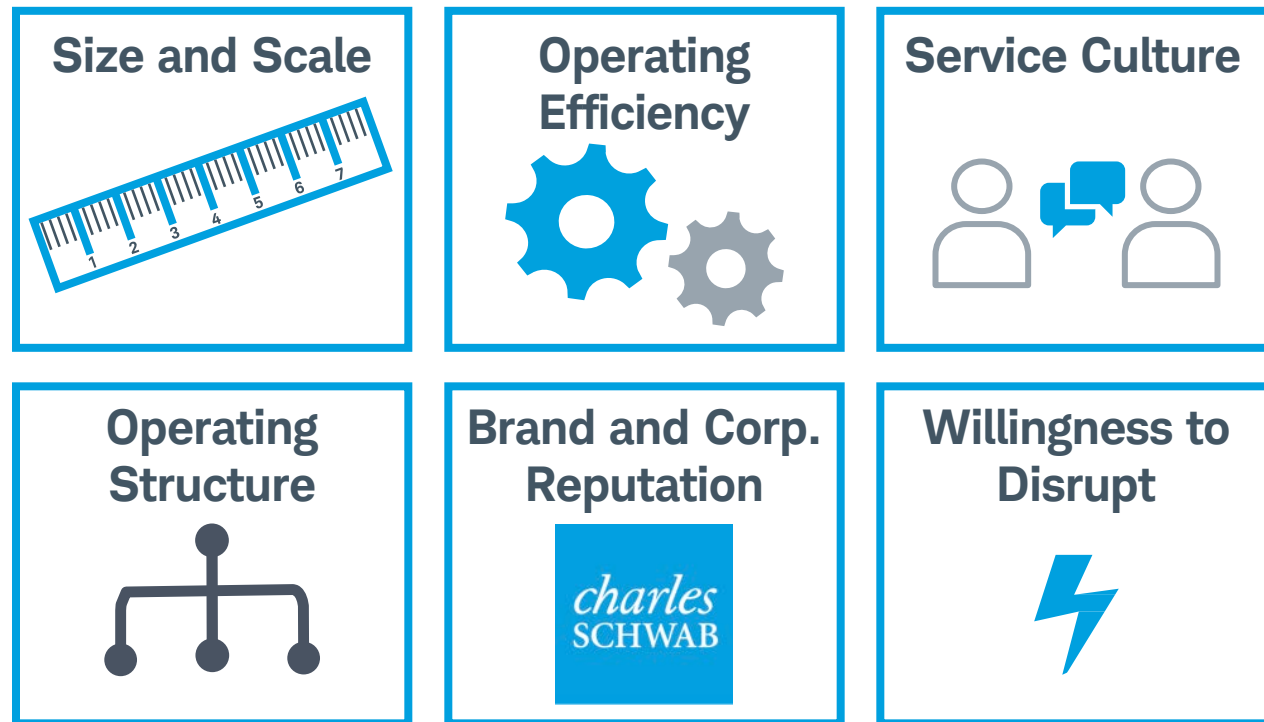 Size and Scale
1 2 3 4 5 6 7
Operating
Efficiency
Service Culture
Operating
Structure
Brand and Corp.
Reputation
charles
SCHWAB
Willingness to
Disrupt